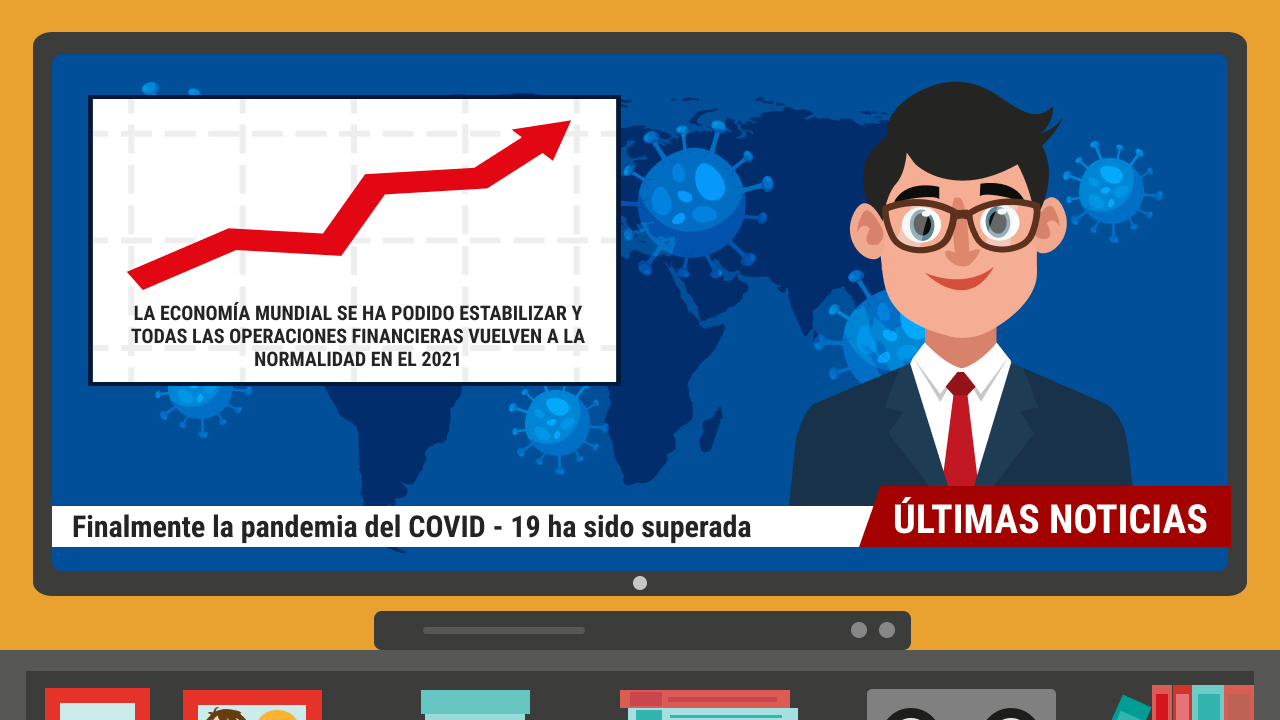 LA ECONOMÍA MUNDIAL SE HA PODIDO ESTABILIZAR Y
TODAS LAS OPERACIONES FINANCIERAS VUELVEN A LA
NORMALIDAD EN EL 2021
Finalmente la pandemia del COVID - 19 ha sido superada
ÚLTIMAS NOTICIAS